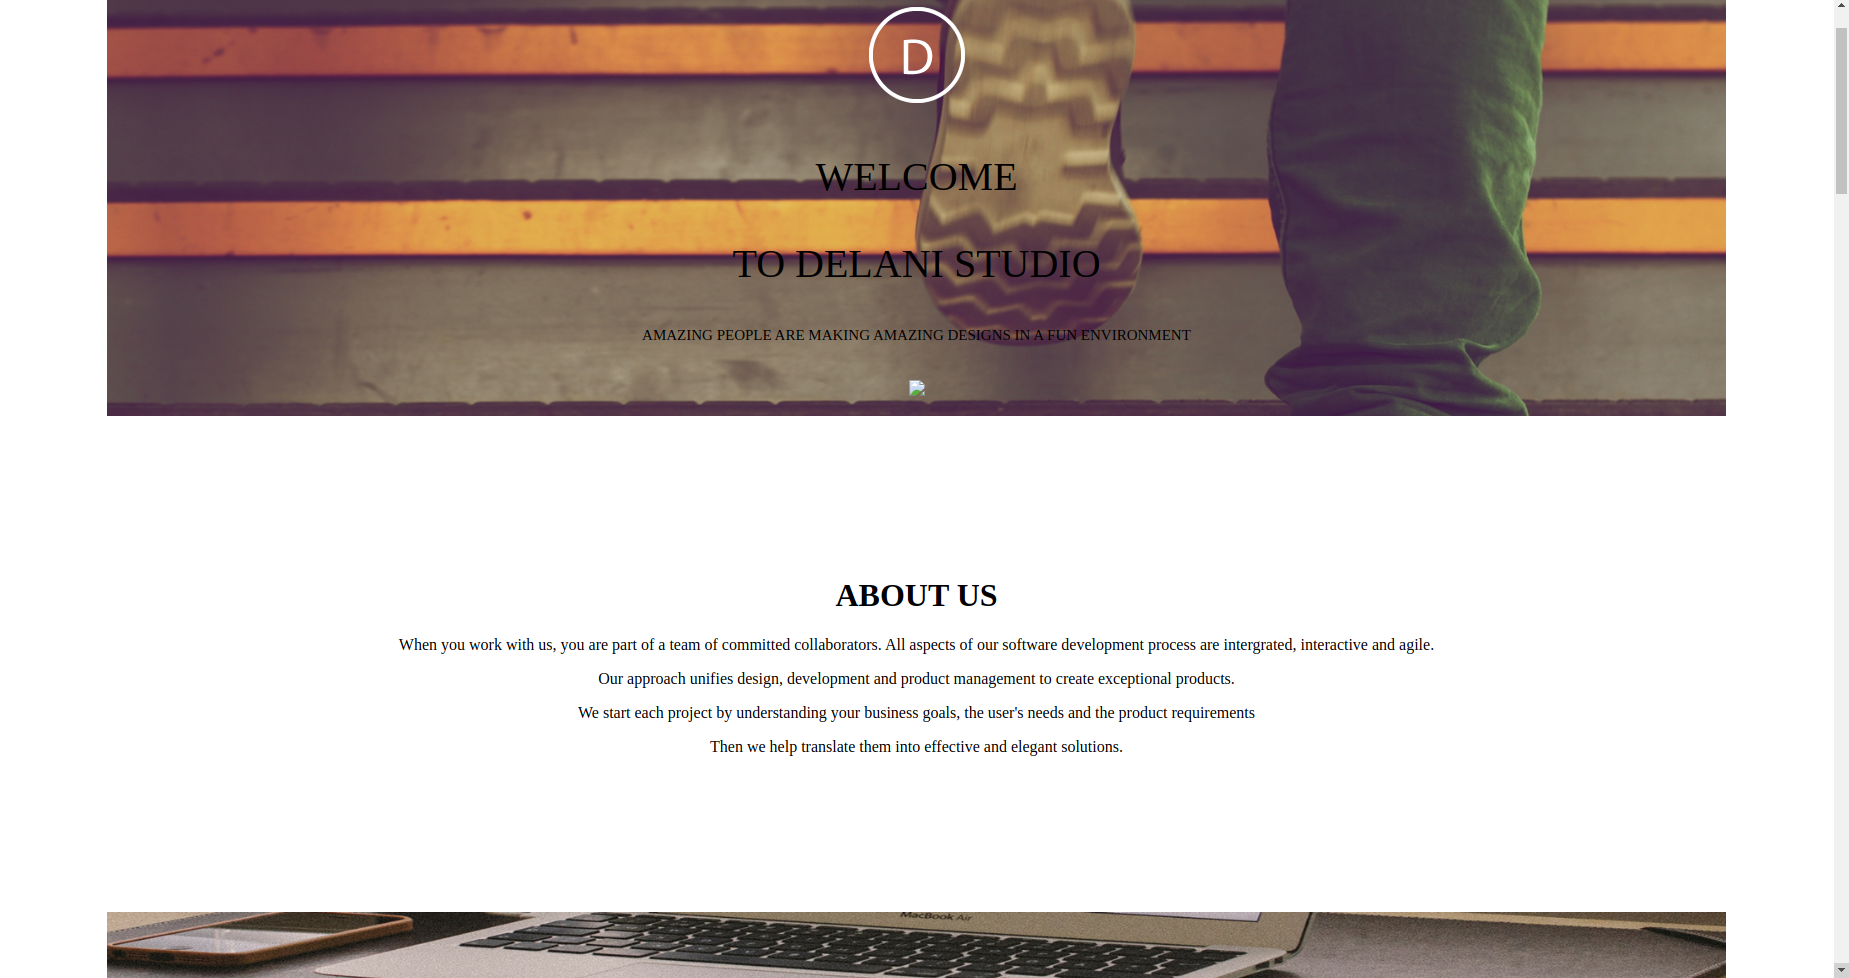 D
WELCOME
TO DELANI STUDIO
AMAZING PEOPLE ARE MAKING AMAZING DESIGNS IN A FUN ENVIRONMENT
ABOUT US
When you work with us, you are part of a team of committed collaborators. All aspects of our software development process are intergrated, interactive and agile.
Our approach unifies design, development and product management to create exceptional products.
We start each project by understanding your business goals, the user's needs and the product requirements
Then we help translate them into effective and elegant solutions.
MacBook Air